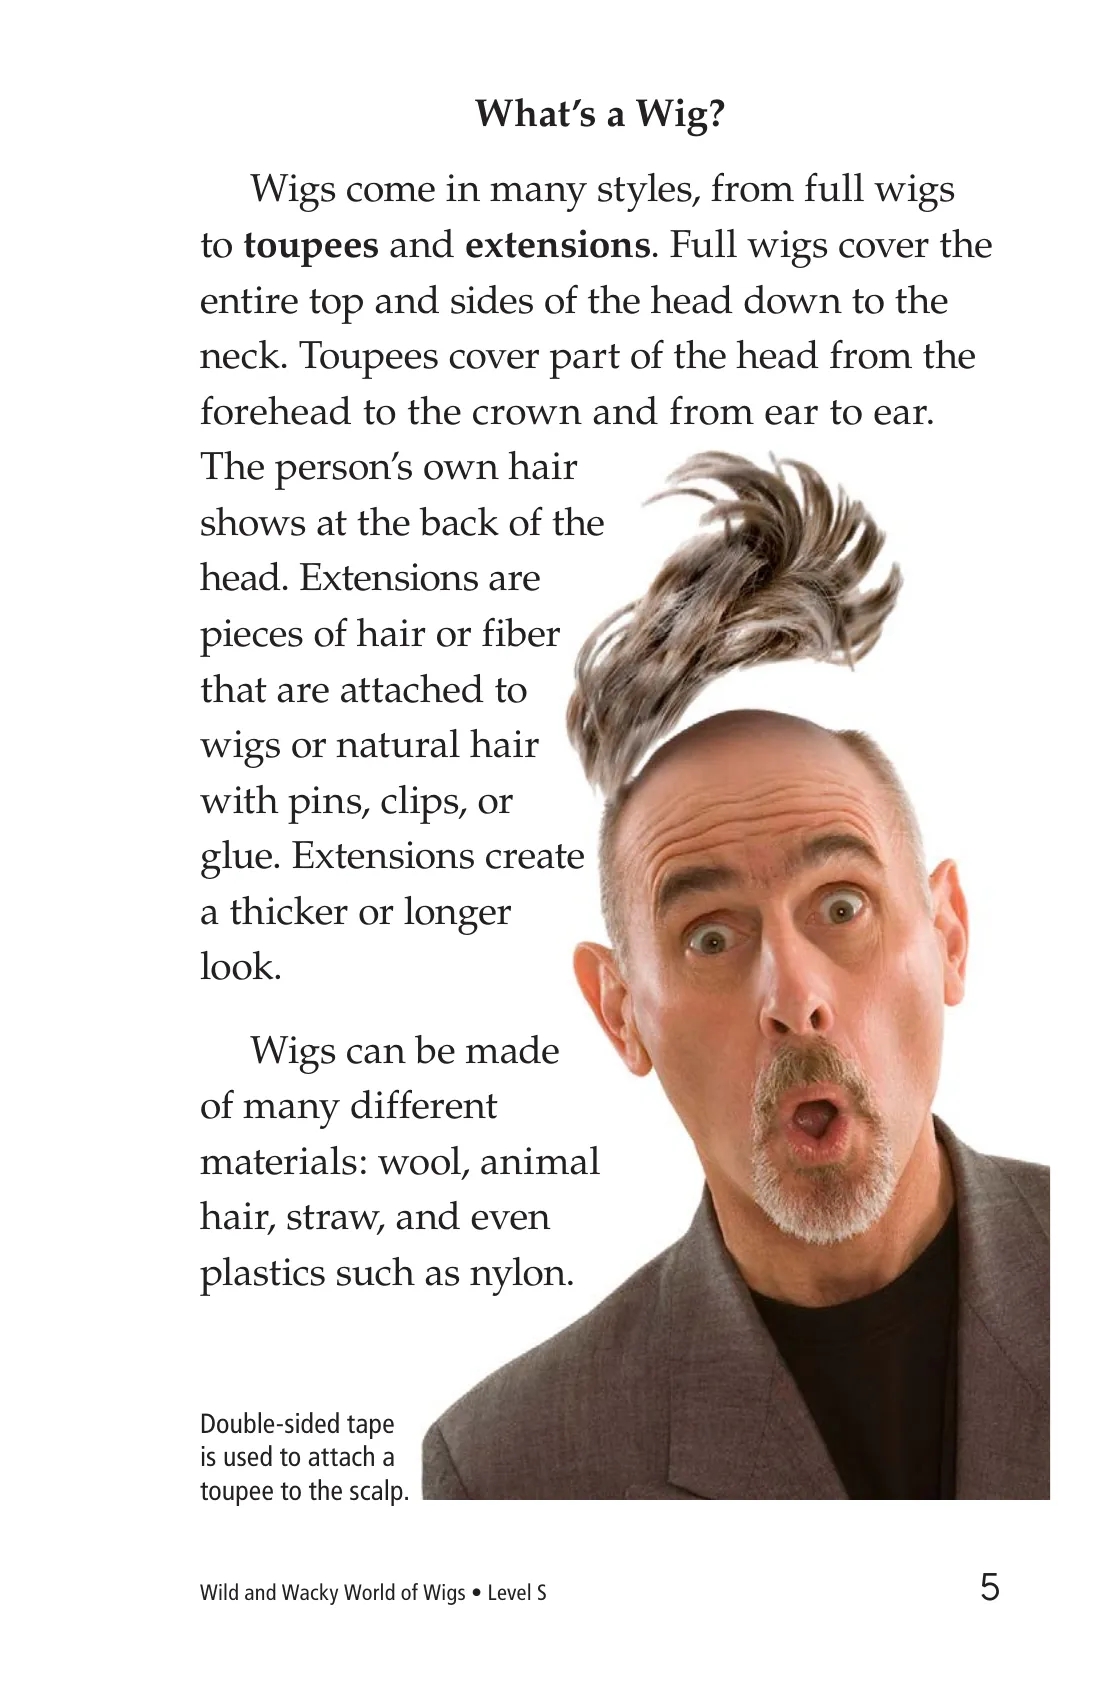 What’s a Wig?
Wigs come in many styles, from full wigs
to toupees and extensions. Full wigs cover the
entire top and sides of the head down to the
neck. Toupees cover part of the head from the
forehead to the crown and from ear to ear.
The person’s own hair
shows at the back of the
head. Extensions are
pieces of hair or fiber
that are attached to
wigs or natural hair
with pins, clips, or
glue. Extensions create
a thicker or longer
look.
Wigs can be made
of many different
materials: wool, animal
hair, straw, and even
plastics such as nylon.
Double-sided tape
is used to attach a
toupee to the scalp.
Wild and Wacky World of Wigs • Level S
5